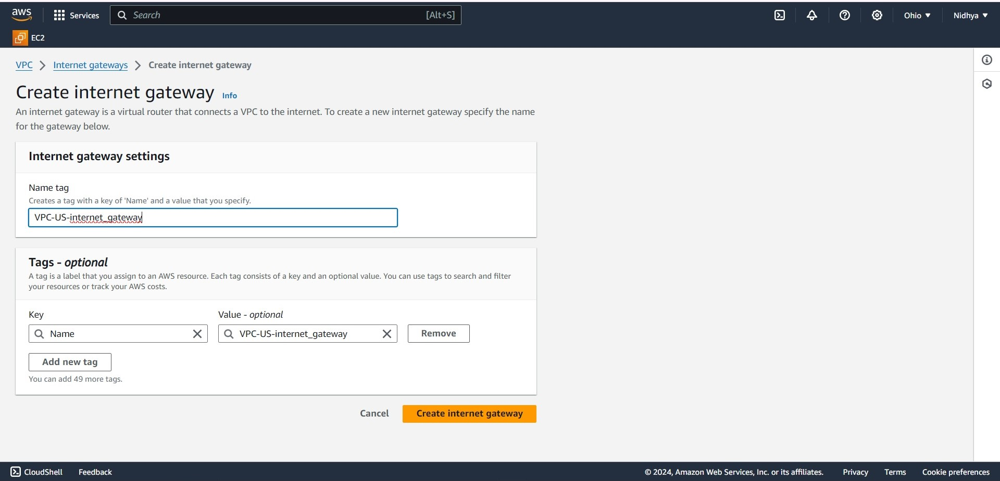 aws
Services
Search [Alt+S]
Ohio
Nidhya
EC2
VPC Internet gateways Create internet gateway
Create internet gateway Info
An internet gateway is a virtual router that connects a VPC to the internet. To create a new internet gateway specify the name
for the gateway below.
Internet gateway settings
Name tag
Creates a tag with a key of 'Name' and a value that you specify.
VPC-US-internet_gateway
Tags - optional
A tag is a label that you assign to an AWS resource. Each tag consists of a key and an optional value. You can use tags to search and filter
your resources or track your AWS costs.
Key Value - optional
Name VPC-US-internet_gateway Remove
Add new tag
You can add 49 more tags.
Cancel Create internet gateway
CloudShell Feedback © 2024, Amazon Web Services, Inc. or its affiliates. Privacy Terms Cookie preferences